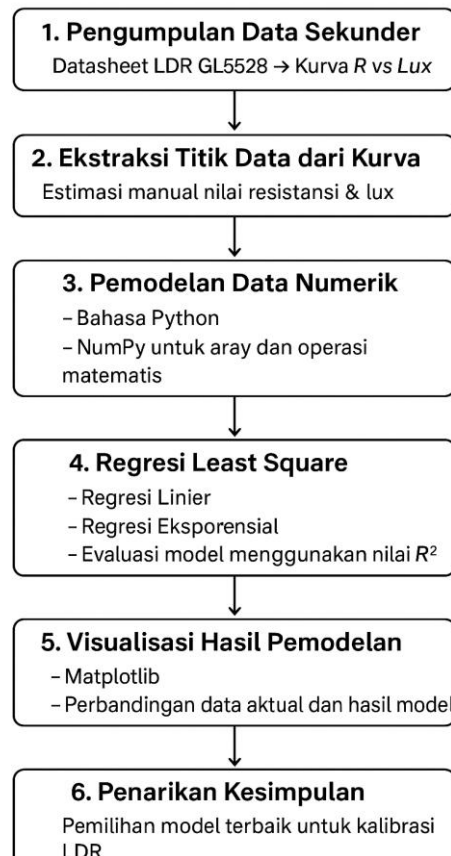 1. Pengumpulan Data Sekunder
Datasheet LDR GL5528 → Kurva R vs Lux
2. Ekstraksi Titik Data dari Kurva
Estimasi manual nilai resistansi & lux
3. Pemodelan Data Numerik
– Bahasa Python
– NumPy untuk aray dan operasi
matematis
4. Regresi Least Square
– Regresi Linier
– Regresi Eksporensial
– Evaluasi model menggunakan nilai R²
5. Visualisasi Hasil Pemodelan
– Matplotlib
– Perbandingan data aktual dan hasil model
6. Penarikan Kesimpulan
Pemilihan model terbaik untuk kalibrasi
LDR